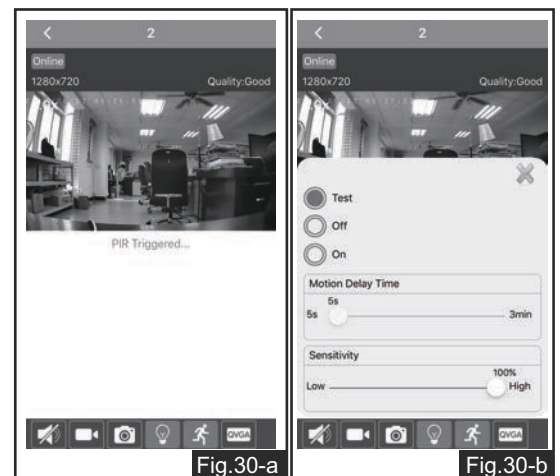 2
Online
1280x720 Quality:Good
PIR Triggered...
QVGA
Fig.30-a
2
Online
1280x720 Quality:Good
Test
Off
On
Motion Delay Time
5s
5s 3min
Sensitivity
100%
Low High
QVGA
Fig.30-b